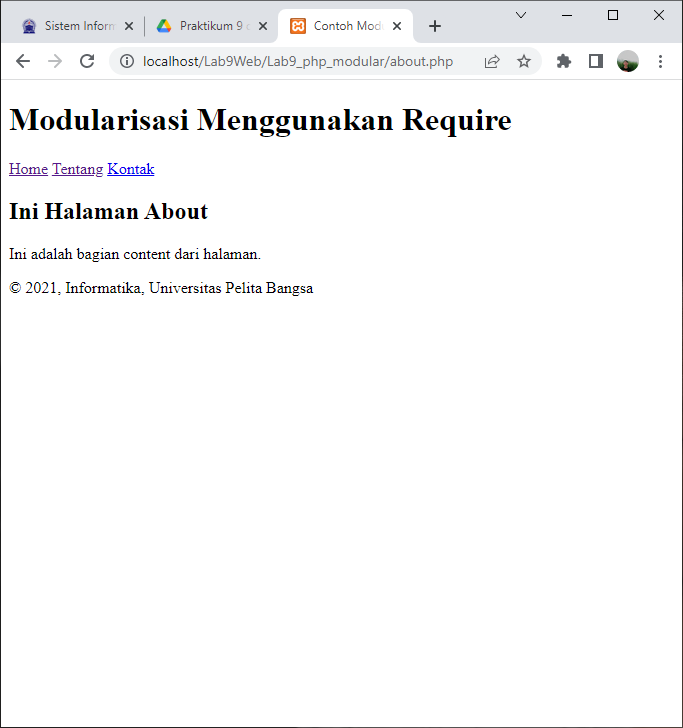 Sistem Inform
Praktikum 9
Contoh Mod
localhost/Lab9Web/Lab9_php_modular/about.php
Modularisasi Menggunakan Require
Home Tentang Kontak
Ini Halaman About
Ini adalah bagian content dari halaman.
© 2021, Informatika, Universitas Pelita Bangsa